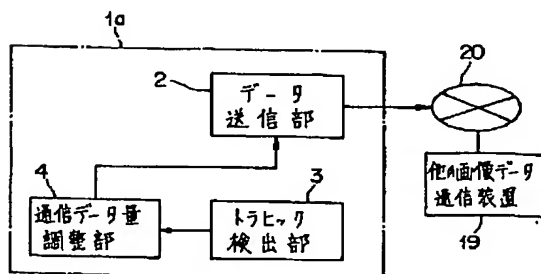 1a
2
データ
送信部
20
4
通信データ量
調整部
3
トラヒック
検出部
他の画像データ
通信装置
19